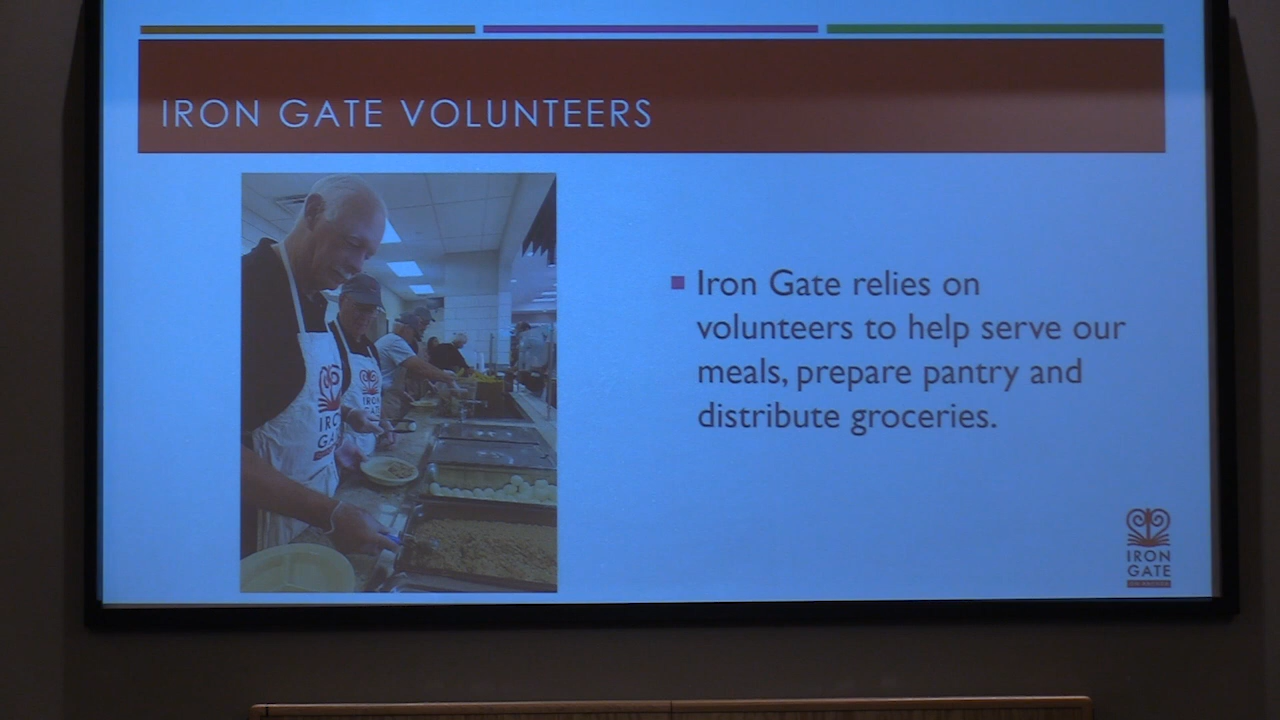 IRON GATE VOLUNTEERS
Iron Gate relies on
volunteers to help serve our
meals, prepare pantry and
distribute groceries.
IRON
GATE